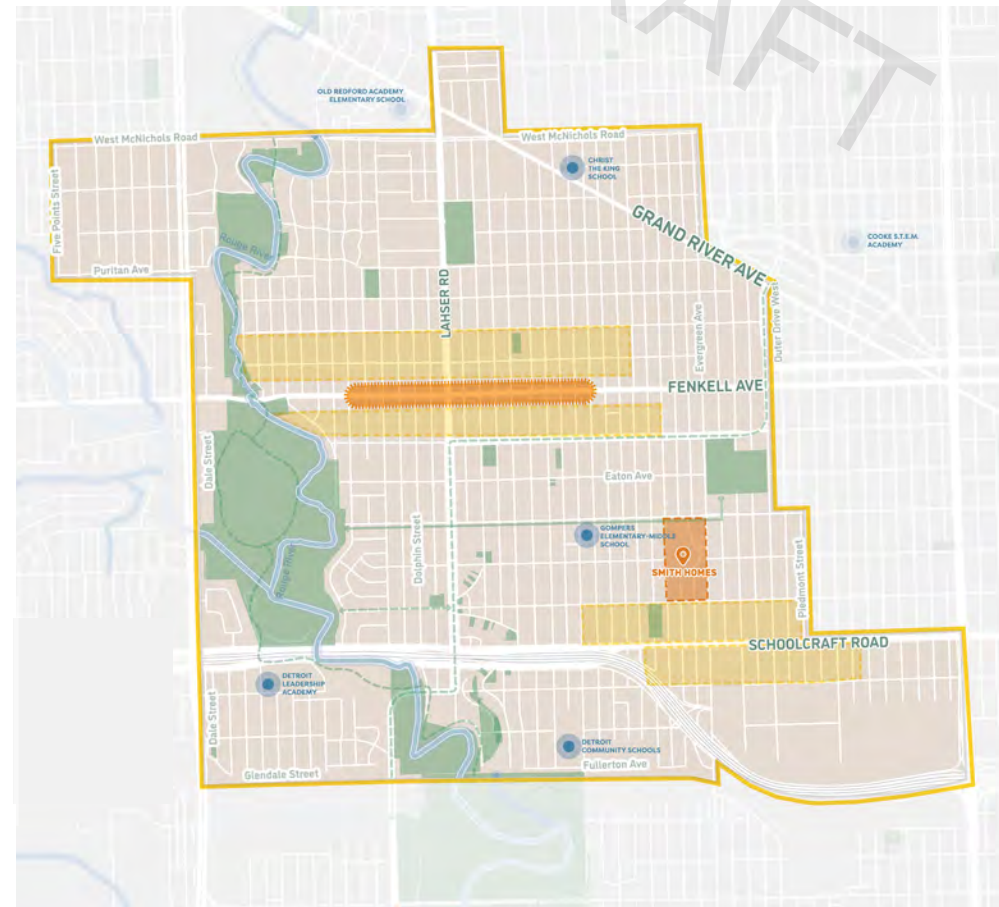 RAFT
OLD REDFORD ACADEMY
ELEMENTARY SCHOOL
West McNichols Road
West McNichols Road
CHRIST
THE KING
SCHOOL
Five Points Street
GRAND RIVER AVE
COOKE S.T.E.M.
ACADEMY
Rouge River
Puritan Ave
LAHSER RD
Evergreen Ave
Outer Drive West
FENKELL AVE
Dale Street
Eaton Ave
GOMPERS
ELEMENTARY-MIDDLE
SCHOOL
Dolphin Street
SMITH HOMES
Rouge River
Piedmont Street
SCHOOLCRAFT ROAD
DETROIT
LEADERSHIP
ACADEMY
Dale Street
DETROIT
COMMUNITY SCHOOLS
Fullerton Ave
Glendale Street